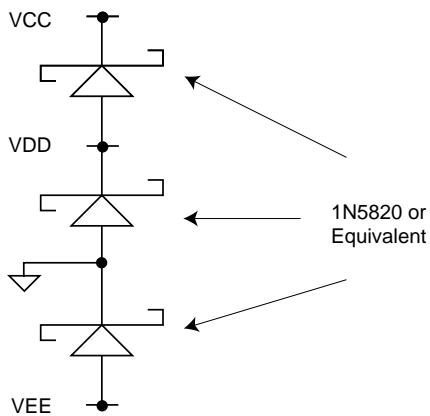 VCC
VDD
1N5820 or
Equivalent
VEE